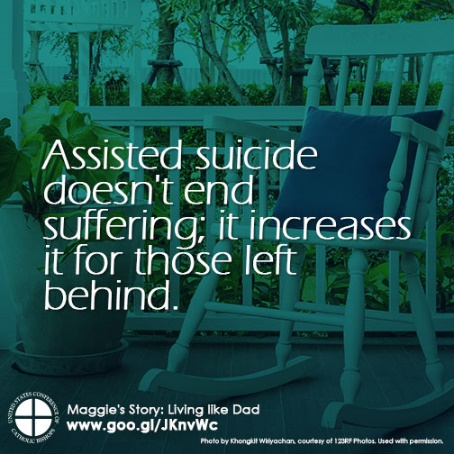 Assisted suicide
doesn't end
suffering; it increases
it for those left
behind.
UNITED STATES CONFERENCE OF CATHOLIC BISHOPS
Maggie's Story: Living like Dad
www.goo.gl/JKnvWc
Photo by Khongkit Wiriyachan, courtesy of 123RF Photos. Used with permission.